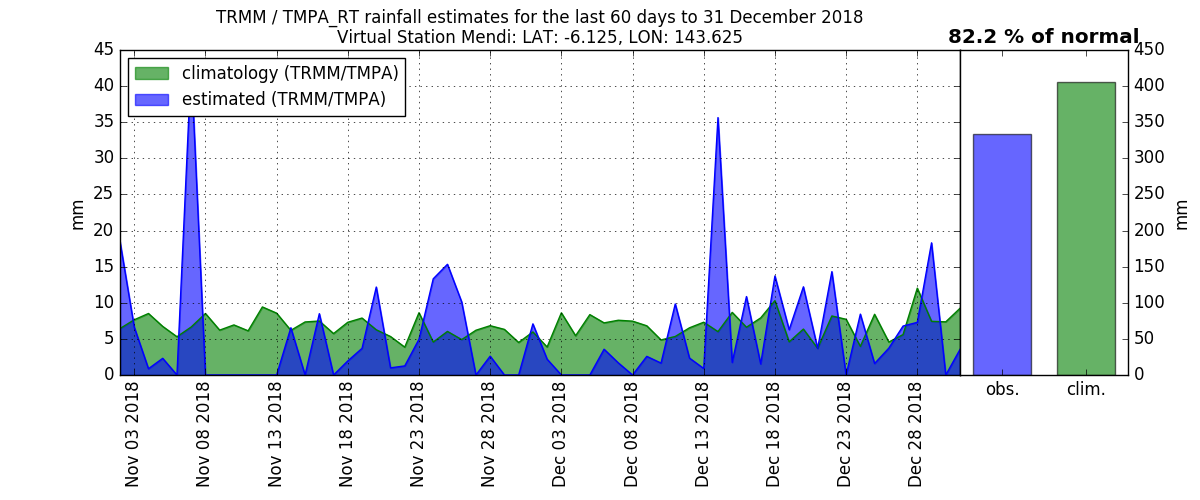 TRMM / TMPA_RT rainfall estimates for the last 60 days to 31 December 2018
Virtual Station Mendi: LAT: -6.125, LON: 143.625
82.2 % of normal
climatology (TRMM/TMPA)
estimated (TRMM/TMPA)
45
40
35
30
25
20
15
10
5
0
mm
Nov 03 2018
Nov 08 2018
Nov 13 2018
Nov 18 2018
Nov 23 2018
Nov 28 2018
Dec 03 2018
Dec 08 2018
Dec 13 2018
Dec 18 2018
Dec 23 2018
Dec 28 2018
obs.
clim.
450
400
350
300
250
200
150
100
50
0
mm